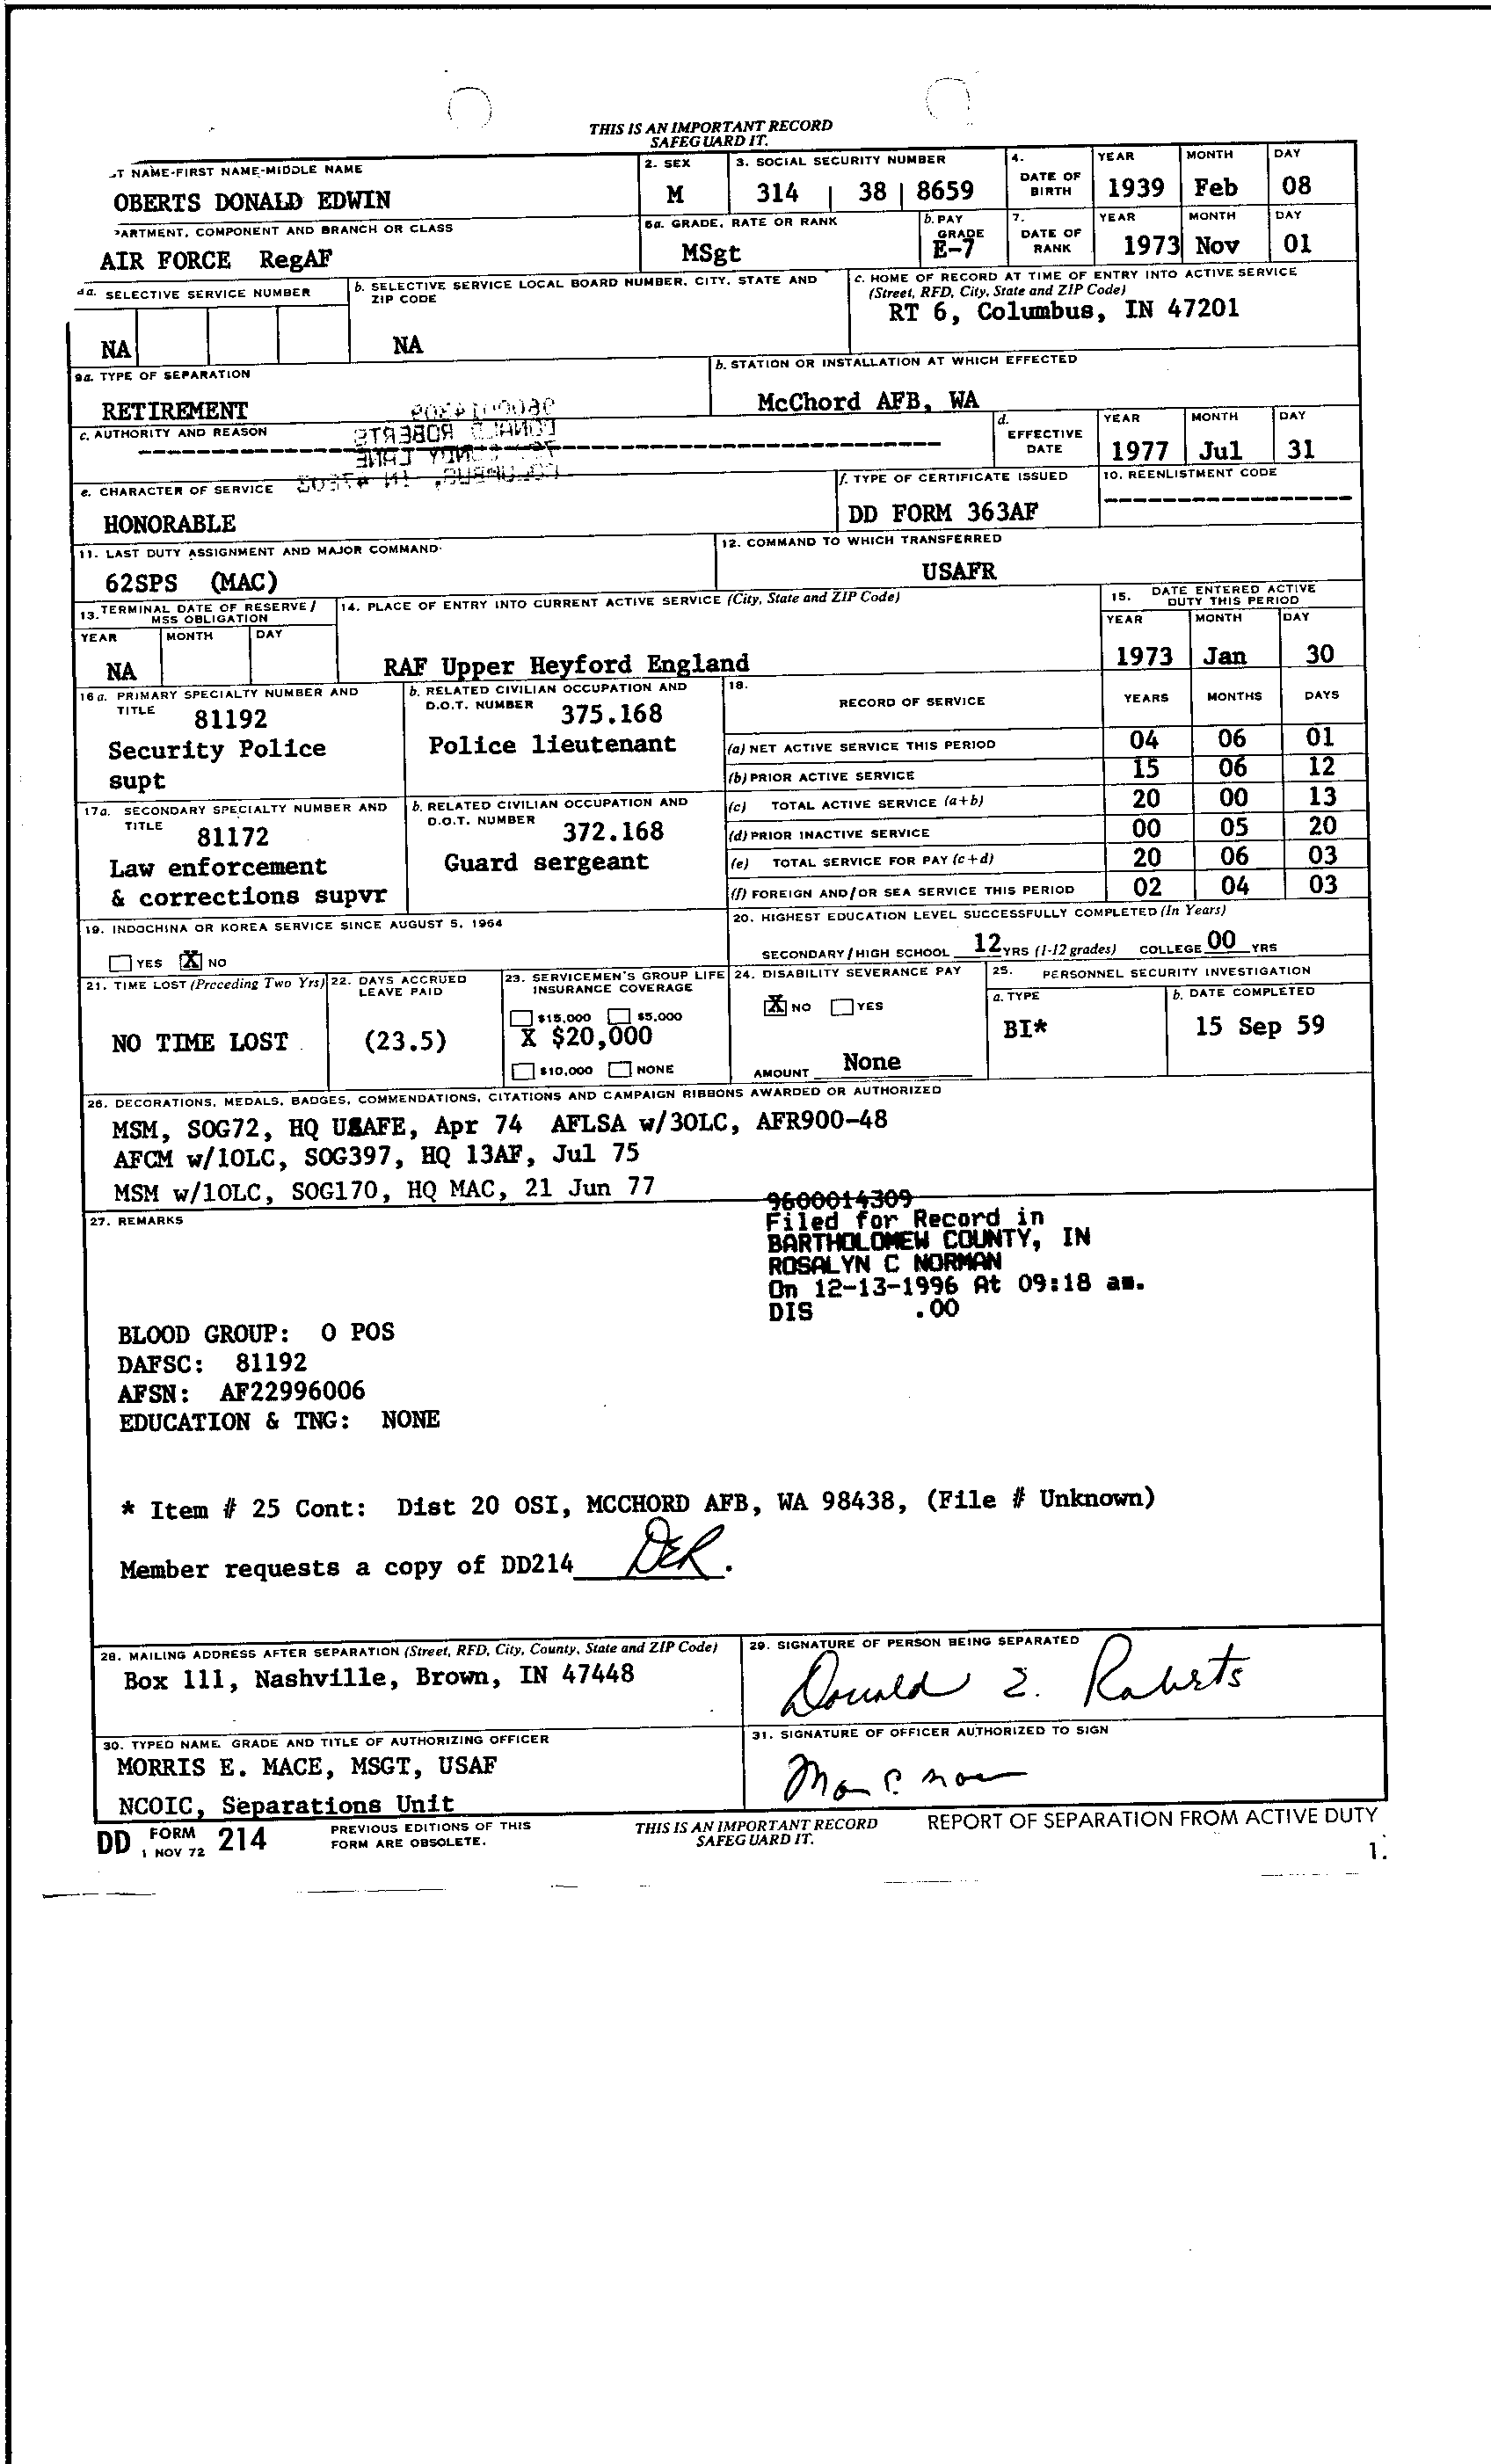 THIS IS AN IMPORTANT RECORD
SAFEGUARD IT.
T NAME-FIRST NAME-MIDDLE NAME
OBERTS DONALD EDWIN
2. SEX
M
3. SOCIAL SECURITY NUMBER
314 38 8659
4. DATE OF BIRTH
YEAR MONTH DAY
1939 Feb 08
PARTMENT, COMPONENT AND BRANCH OR CLASS
AIR FORCE RegAF
6a. GRADE, RATE OR RANK
MSgt
b. PAY GRADE
E-7
7. DATE OF RANK
YEAR MONTH DAY
1973 Nov 01
a. SELECTIVE SERVICE NUMBER
NA
b. SELECTIVE SERVICE LOCAL BOARD NUMBER, CITY, STATE AND
ZIP CODE
NA
c. HOME OF RECORD AT TIME OF ENTRY INTO ACTIVE SERVICE
(Street, RFD, City, State and ZIP Code)
RT 6, Columbus, IN 47201
9a. TYPE OF SEPARATION
RETIREMENT
b. STATION OR INSTALLATION AT WHICH EFFECTED
McChord AFB, WA
c. AUTHORITY AND REASON
d. EFFECTIVE DATE
YEAR MONTH DAY
1977 Jul 31
e. CHARACTER OF SERVICE
HONORABLE
f. TYPE OF CERTIFICATE ISSUED
DD FORM 363AF
10. REENLISTMENT CODE
11. LAST DUTY ASSIGNMENT AND MAJOR COMMAND
62SPS (MAC)
12. COMMAND TO WHICH TRANSFERRED
USAFR
13. TERMINAL DATE OF RESERVE/
MSS OBLIGATION
YEAR MONTH DAY
NA
14. PLACE OF ENTRY INTO CURRENT ACTIVE SERVICE (City, State and ZIP Code)
RAF Upper Heyford England
15. DATE ENTERED ACTIVE
DUTY THIS PERIOD
YEAR MONTH DAY
1973 Jan 30
16a. PRIMARY SPECIALTY NUMBER AND
TITLE 81192
Security Police
supt
b. RELATED CIVILIAN OCCUPATION AND
D.O.T. NUMBER 375.168
Police lieutenant
18. RECORD OF SERVICE YEARS MONTHS DAYS
(a) NET ACTIVE SERVICE THIS PERIOD 04 06 01
(b) PRIOR ACTIVE SERVICE 15 06 12
(c) TOTAL ACTIVE SERVICE (a+b) 20 00 13
(d) PRIOR INACTIVE SERVICE 00 05 20
(e) TOTAL SERVICE FOR PAY (c+d) 20 06 03
(f) FOREIGN AND/OR SEA SERVICE THIS PERIOD 02 04 03
17a. SECONDARY SPECIALTY NUMBER AND
TITLE 81172
Law enforcement
& corrections supvr
b. RELATED CIVILIAN OCCUPATION AND
D.O.T. NUMBER 372.168
Guard sergeant
19. INDOCHINA OR KOREA SERVICE SINCE AUGUST 5, 1964
YES X NO
20. HIGHEST EDUCATION LEVEL SUCCESSFULLY COMPLETED (In Years)
SECONDARY/HIGH SCHOOL 12 YRS (1-12 grades) COLLEGE 00 YRS
21. TIME LOST (Preceding Two Yrs)
NO TIME LOST
22. DAYS ACCRUED
LEAVE PAID
(23.5)
23. SERVICEMEN'S GROUP LIFE
INSURANCE COVERAGE
$15,000 $5,000
X $20,000
$10,000 NONE
24. DISABILITY SEVERANCE PAY
X NO YES
AMOUNT None
25. PERSONNEL SECURITY INVESTIGATION
a. TYPE
BI*
b. DATE COMPLETED
15 Sep 59
26. DECORATIONS, MEDALS, BADGES, COMMENDATIONS, CITATIONS AND CAMPAIGN RIBBONS AWARDED OR AUTHORIZED
MSM, SOG72, HQ USAFE, Apr 74 AFLSA w/3OLC, AFR900-48
AFCM w/1OLC, SOG397, HQ 13AF, Jul 75
MSM w/1OLC, SOG170, HQ MAC, 21 Jun 77
27. REMARKS
9600014309
Filed for Record in
BARTHOLOMEW COUNTY, IN
ROSALYN C NORMAN
On 12-13-1996 At 09:18 am.
DIS .00
BLOOD GROUP: O POS
DAFSC: 81192
AFSN: AF22996006
EDUCATION & TNG: NONE
* Item # 25 Cont: Dist 20 OSI, MCCHORD AFB, WA 98438, (File # Unknown)
Member requests a copy of DD214 DER.
28. MAILING ADDRESS AFTER SEPARATION (Street, RFD, City, County, State and ZIP Code)
Box 111, Nashville, Brown, IN 47448
29. SIGNATURE OF PERSON BEING SEPARATED
Donald E. Roberts
30. TYPED NAME, GRADE AND TITLE OF AUTHORIZING OFFICER
MORRIS E. MACE, MSGT, USAF
NCOIC, Separations Unit
31. SIGNATURE OF OFFICER AUTHORIZED TO SIGN
DD FORM 214
1 NOV 72
PREVIOUS EDITIONS OF THIS
FORM ARE OBSOLETE.
THIS IS AN IMPORTANT RECORD
SAFEGUARD IT.
REPORT OF SEPARATION FROM ACTIVE DUTY
1.